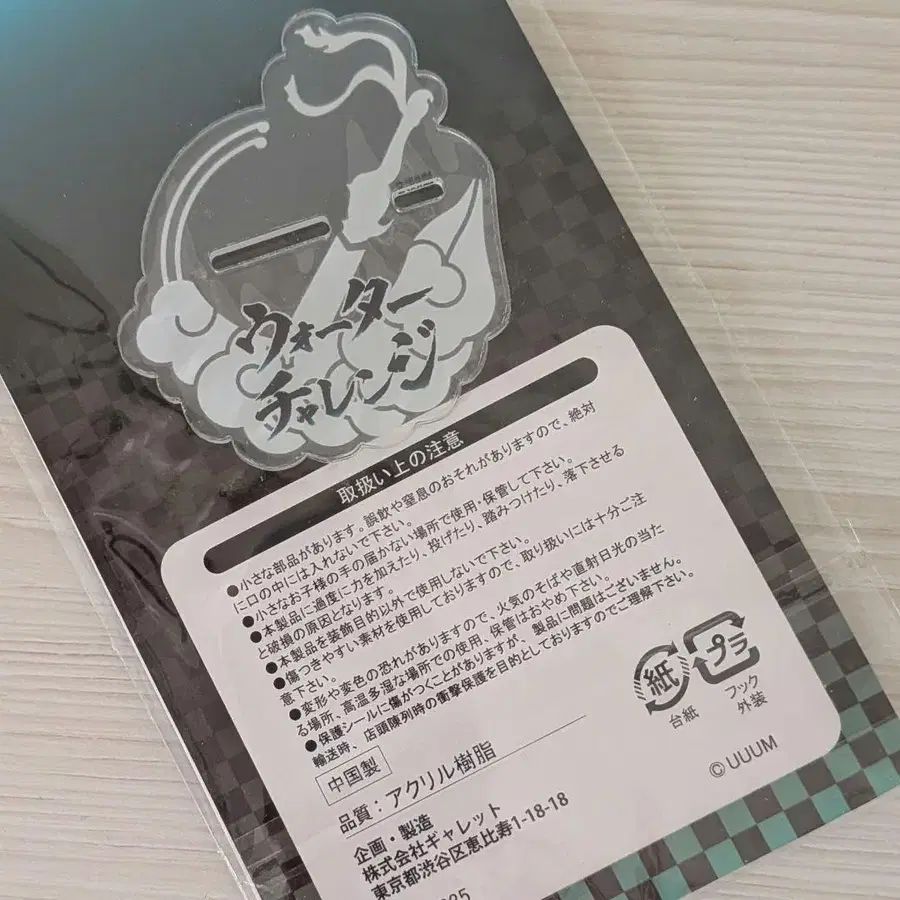 ウォーター
チャレンジ
取扱い上の注意
●小さな部品があります。誤飲や窒息のおそれがありますので、絶対
に口の中には入れないで下さい。
●小さなお子様の手の届かない場所で使用、保管して下さい。
●本製品に過度に力を加えたり、投げたり、踏みつけたり、落下させる
と破損の原因となります。
●本製品を装飾目的以外で使用しないで下さい。
●傷つきやすい素材を使用しておりますので、取り扱いには十分ご注
意下さい。
●変形や変色の恐れがありますので、火気のそばや直射日光の当た
る場所、高温多湿な場所での使用、保管はおやめ下さい。
●保護シールに傷がつくことがありますが、製品に問題はございません。
輸送時、店頭陳列時の衝撃保護を目的としておりますのでご理解下さい。
紙
台紙
プラ
フック
外装
中国製
©UUUM
品質：アクリル樹脂
企画・製造
株式会社ギャレット
東京都渋谷区恵比寿1-18-18